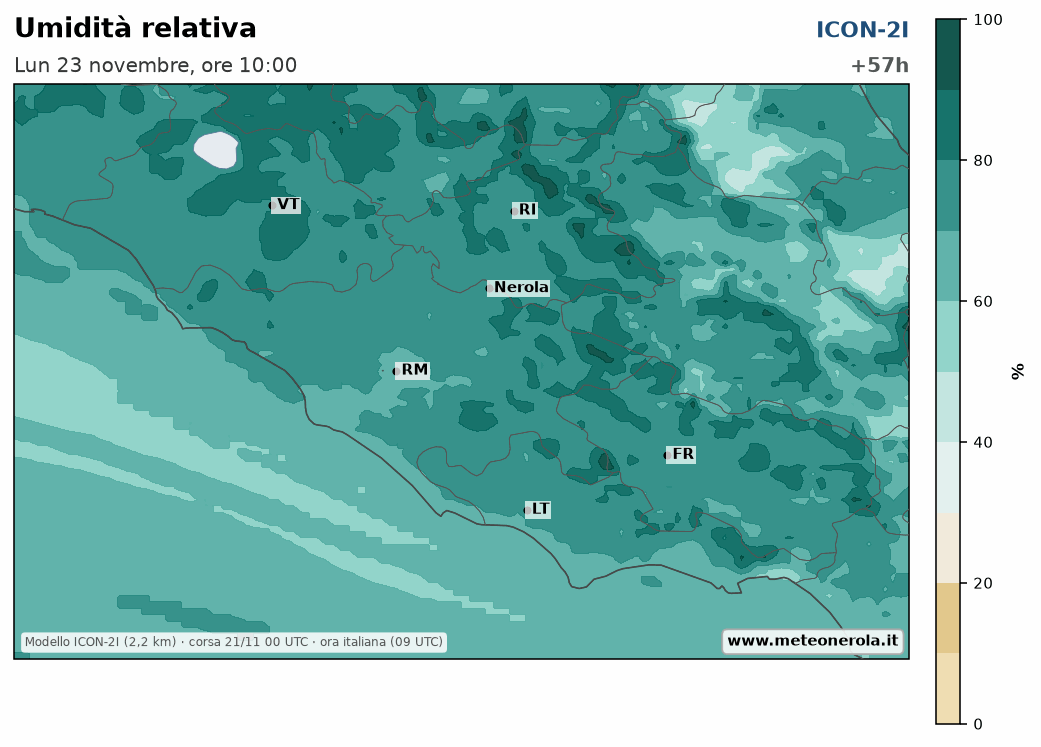 Umidità relativa
ICON-2I
Lun 23 novembre, ore 10:00
+57h
100
80
60
40
20
0
%
VT
RI
Nerola
RM
FR
LT
Modello ICON-2I (2,2 km) · corsa 21/11 00 UTC · ora italiana (09 UTC)
www.meteonerola.it